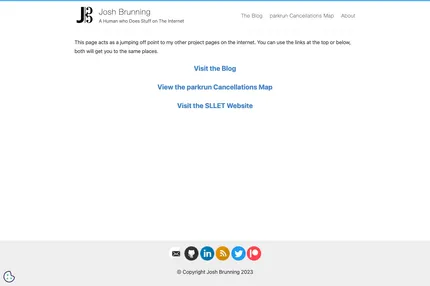 Josh Brunning
A Human who Does Stuff on The Internet
The Blog parkrun Cancellations Map About
This page acts as a jumping off point to my other project pages on the internet. You can use the links at the top or below,
both will get you to the same places.
Visit the Blog
View the parkrun Cancellations Map
Visit the SLLET Website
in
© Copyright Josh Brunning 2023